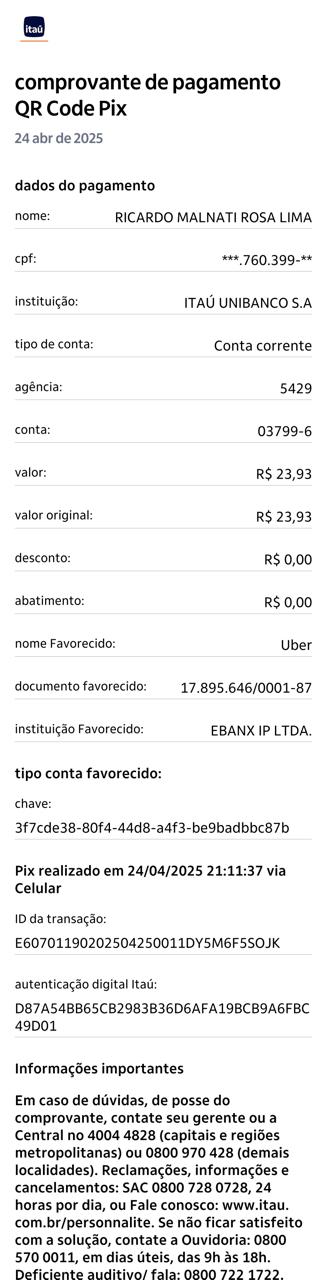 itaú
comprovante de pagamento
QR Code Pix
24 abr de 2025
dados do pagamento
nome: RICARDO MALNATI ROSA LIMA
cpf: ***.760.399-**
instituição: ITAÚ UNIBANCO S.A
tipo de conta: Conta corrente
agência: 5429
conta: 03799-6
valor: R$ 23,93
valor original: R$ 23,93
desconto: R$ 0,00
abatimento: R$ 0,00
nome Favorecido: Uber
documento favorecido: 17.895.646/0001-87
instituição Favorecido: EBANX IP LTDA.
tipo conta favorecido:
chave:
3f7cde38-80f4-44d8-a4f3-be9badbbc87b
Pix realizado em 24/04/2025 21:11:37 via
Celular
ID da transação:
E60701190202504250011DY5M6F5SOJK
autenticação digital Itaú:
D87A54BB65CB2983B36D6AFA19BCB9A6FBC
49D01
Informações importantes
Em caso de dúvidas, de posse do
comprovante, contate seu gerente ou a
Central no 4004 4828 (capitais e regiões
metropolitanas) ou 0800 970 428 (demais
localidades). Reclamações, informações e
cancelamentos: SAC 0800 728 0728, 24
horas por dia, ou Fale conosco: www.itau.
com.br/personnalite. Se não ficar satisfeito
com a solução, contate a Ouvidoria: 0800
570 0011, em dias úteis, das 9h às 18h.
Deficiente auditivo/ fala: 0800 722 1722.